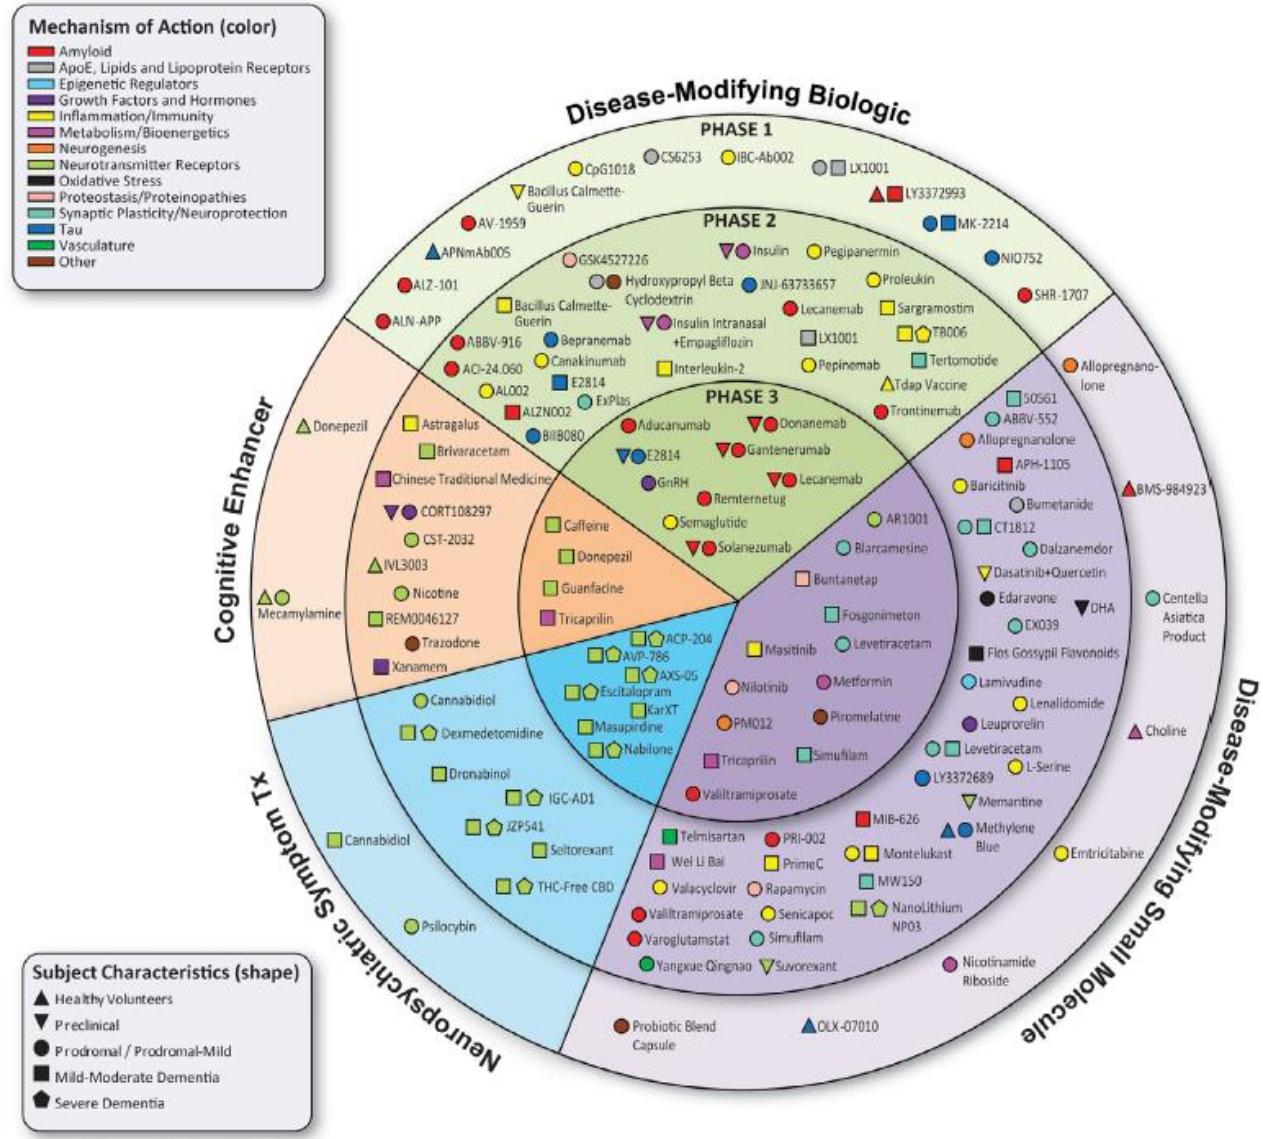 Mechanism of Action (color)
Amyloid
ApoE, Lipids and Lipoprotein Receptors
Epigenetic Regulators
Growth Factors and Hormones
Inflammation/Immunity
Metabolism/Bioenergetics
Neurogenesis
Neurotransmitter Receptors
Oxidative Stress
Proteostasis/Proteinopathies
Synaptic Plasticity/Neuroprotection
Tau
Vasculature
Other
Disease-Modifying Biologic
PHASE 1
CpG1018
CS6253
IBC-Ab002
LX1001
Bacillus Calmette-
Guerin
LY3372993
AV-1959
MK-2214
APNmAb005
NIO752
ALZ-101
SHR-1707
ALN-APP
PHASE 2
GSK4527226
Insulin
Pegipanermin
Hydroxypropyl Beta
Cyclodextrin
JNJ-63733657
Proleukin
Bacillus Calmette-
Guerin
Lecanemab
Sargramostim
Insulin Intranasal
+Empagliflozin
TB006
ABBV-916
Bepranemab
LX1001
ACI-24.060
Canakinumab
Interleukin-2
Pepinemab
Tertomotide
AL002
E2814
Tdap Vaccine
ALZN002
ExPlas
Trontinemab
BIIB080
PHASE 3
Aducanumab
Donanemab
E2814
Gantenerumab
GnRH
Lecanemab
Remternetug
Semaglutide
Solanezumab
Cognitive Enhancer
Donepezil
Mecamylamine
Astragalus
Brivaracetam
Chinese Traditional Medicine
CORT108297
CST-2032
IVL3003
Nicotine
REM0046127
Trazodone
Xanamem
Caffeine
Donepezil
Guanfacine
Tricaprilin
Neuropsychiatric Symptom Tx
ACP-204
AVP-786
AXS-05
Escitalopram
KarXT
Masupirdine
Nabilone
Cannabidiol
Dexmedetomidine
Dronabinol
IGC-AD1
JZP541
Seltorexant
THC-Free CBD
Cannabidiol
Psilocybin
Disease-Modifying Small Molecule
AR1001
Blarcamesine
Buntanetap
Fosgonimeton
Levetiracetam
Masitinib
Metformin
Nilotinib
PM012
Piromelatine
Tricaprilin
Simufilam
Valiltramiprosate
50561
ABBV-552
Allopregnanolone
APH-1105
Baricitinib
Bumetanide
CT1812
Dalzanemdor
Dasatinib+Quercetin
Edaravone
DHA
EX039
Flos Gossypii Flavonoids
Lamivudine
Lenalidomide
Leuprorelin
Levetiracetam
L-Serine
LY3372689
Memantine
MIB-626
Methylene
Blue
Montelukast
MW150
NanoLithium
NP03
Telmisartan
PRI-002
Wei Li Bai
PrimeC
Valacyclovir
Rapamycin
Valiltramiprosate
Senicapoc
Varoglutamstat
Simufilam
Yangxue Qingnao
Suvorexant
Allopregnano-
lone
BMS-984923
Centella
Asiatica
Product
Choline
Emtricitabine
Nicotinamide
Riboside
OLX-07010
Probiotic Blend
Capsule
Subject Characteristics (shape)
Healthy Volunteers
Preclinical
Prodromal / Prodromal-Mild
Mild-Moderate Dementia
Severe Dementia